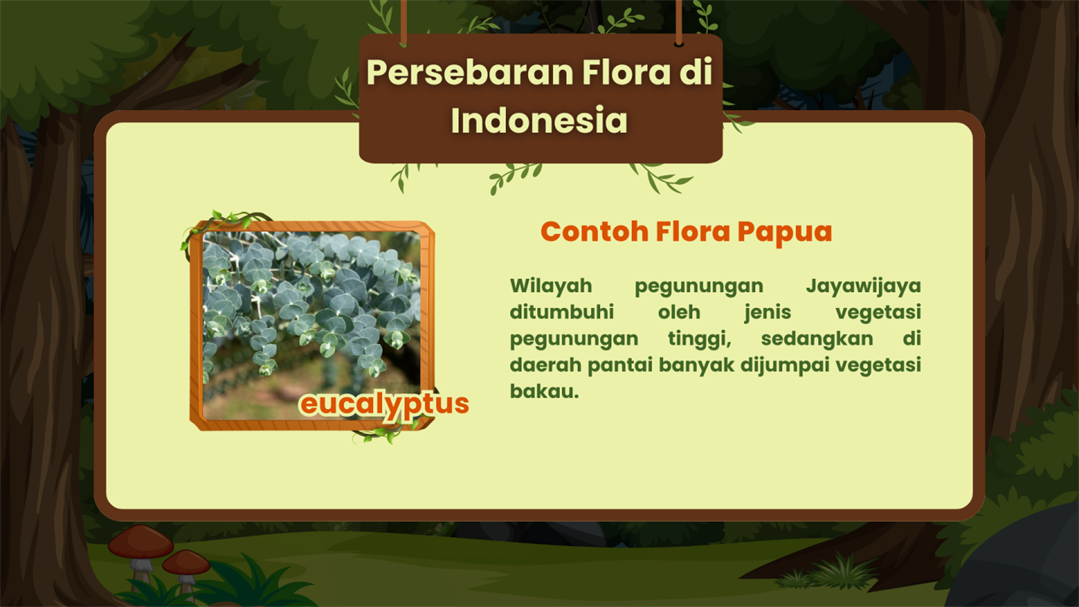 Persebaran Flora di
Indonesia
Contoh Flora Papua
Wilayah pegunungan Jayawijaya
ditumbuhi oleh jenis vegetasi
pegunungan tinggi, sedangkan di
daerah pantai banyak dijumpai vegetasi
bakau.
eucalyptus